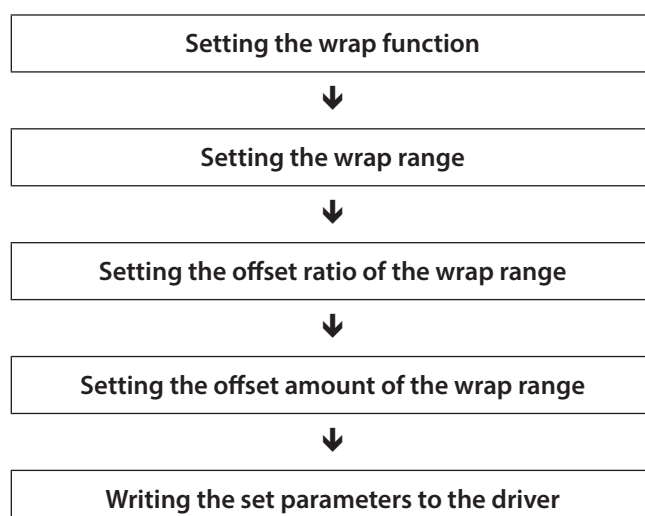 Setting the wrap function
Setting the wrap range
Setting the offset ratio of the wrap range
Setting the offset amount of the wrap range
Writing the set parameters to the driver